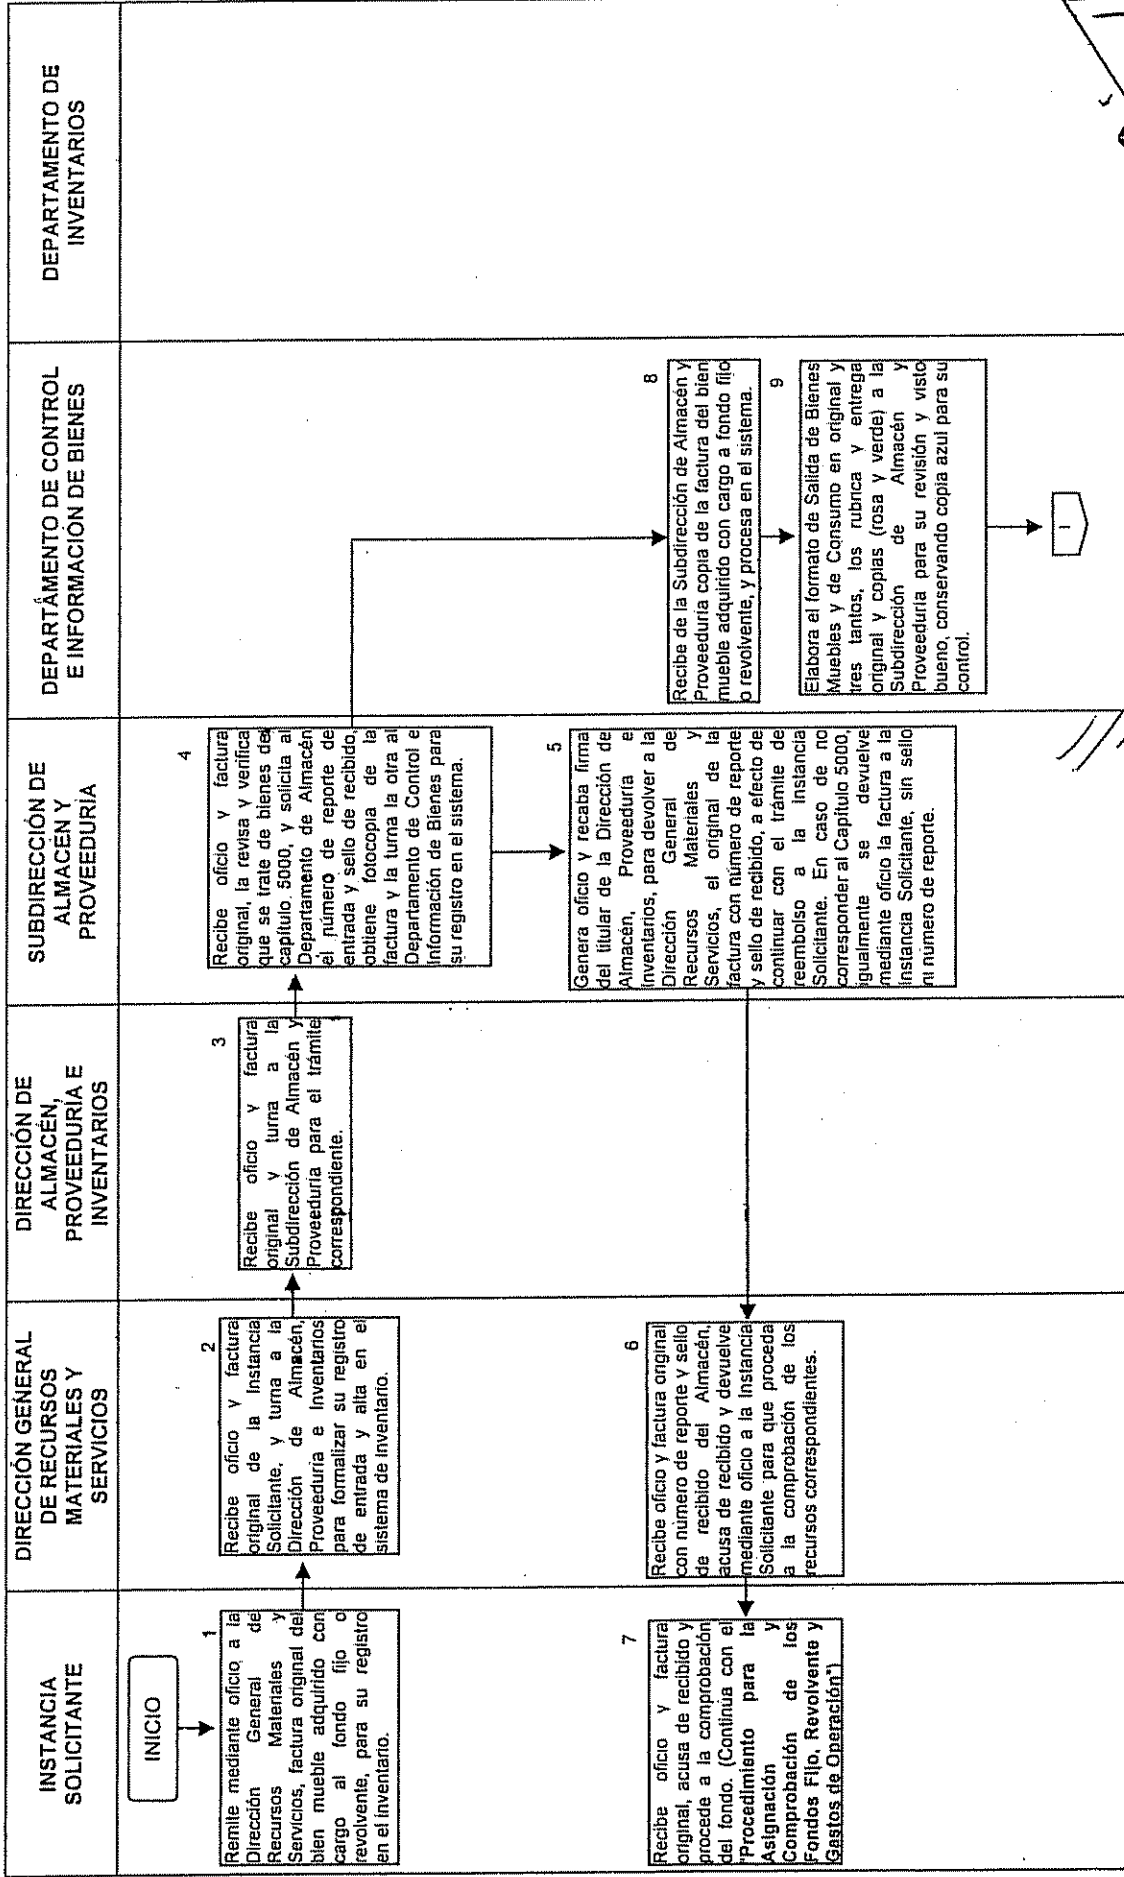 INSTANCIA
SOLICITANTE
DIRECCIÓN GENERAL
DE RECURSOS
MATERIALES Y
SERVICIOS
DIRECCIÓN DE
ALMACÉN,
PROVEEDURÍA E
INVENTARIOS
SUBDIRECCIÓN DE
ALMACÉN Y
PROVEEDURÍA
DEPARTÁMENTO DE CONTROL
E INFORMACIÓN DE BIENES
DEPARTAMENTO DE
INVENTARIOS
INICIO
1
Remite mediante oficio, a la
Dirección General de
Recursos Materiales y
Servicios, factura original del
bien mueble adquirido con
cargo al fondo fijo o
revolvente, para su registro
en el inventario.
2
Recibe oficio y factura
original de la Instancia
Solicitante, y turna a la
Dirección de Almacén,
Proveeduría e Inventarios
para formalizar su registro
de entrada y alta en el
sistema de inventario.
3
Recibe oficio y factura
original y turna a la
Subdirección de Almacén y
Proveeduría para el trámite
correspondiente.
4
Recibe oficio y factura
original, la revisa y verifica
que se trate de bienes del
capítulo. 5000, y solicita al
Departamento de Almacén
el número de reporte de
entrada y sello de recibido,
obtiene fotocopia de la
factura y la turna la otra al
Departamento de Control e
Información de Bienes para
su registro en el sistema.
5
Genera oficio y recaba firma
del titular de la Dirección de
Almacén, Proveeduría e
Inventarios, para devolver a la
Dirección General de
Recursos Materiales y
Servicios, el original de la
factura con número de reporte
y sello de recibido, a efecto de
continuar con el trámite de
reembolso a la Instancia
Solicitante. En caso de no
corresponder al Capítulo 5000,
igualmente se devuelve
mediante oficio la factura a la
Instancia Solicitante, sin sello
ni número de reporte.
6
Recibe oficio y factura original
con número de reporte y sello
de recibido del Almacén,
acusa de recibido y devuelve
mediante oficio a la Instancia
Solicitante para que proceda
a la comprobación de los
recursos correspondientes.
7
Recibe oficio y factura
original, acusa de recibido y
procede a la comprobación
del fondo. (Continúa con el
"Procedimiento para la
Asignación y
Comprobación de los
Fondos Fijo, Revolvente y
Gastos de Operación")
8
Recibe de la Subdirección de Almacén y
Proveeduría copia de la factura del bien
mueble adquirido con cargo a fondo fijo
o revolvente, y procesa en el sistema.
9
Elabora el formato de Salida de Bienes
Muebles y de Consumo en original y
tres tantos, los rubrica y entrega
original y copias (rosa y verde) a la
Subdirección de Almacén y
Proveeduría para su revisión y visto
bueno, conservando copia azul para su
control.
1